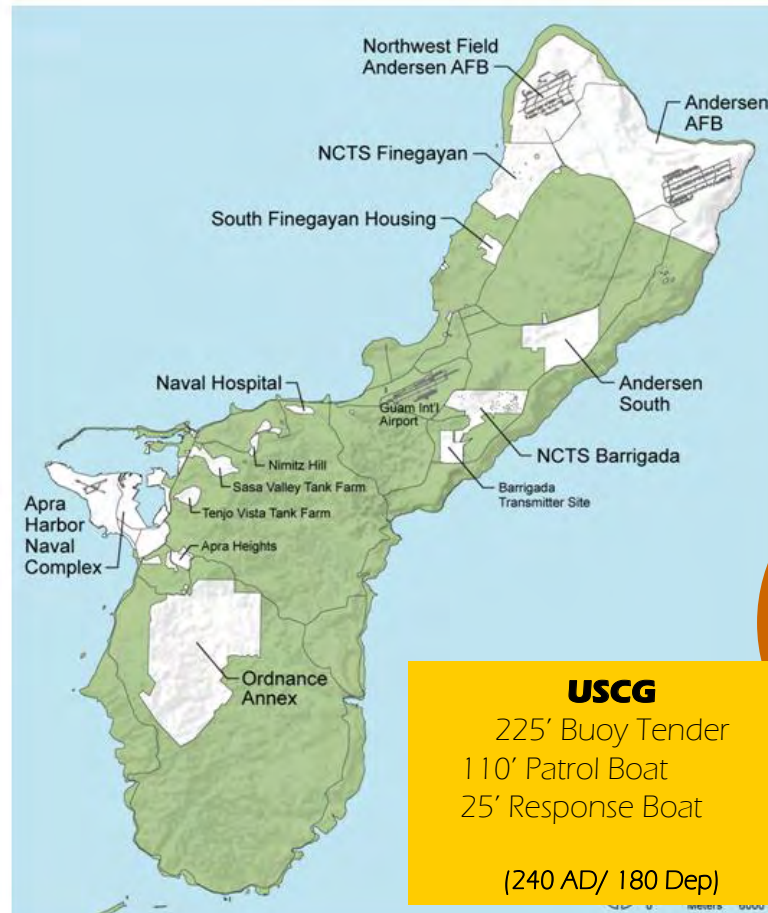 Northwest Field
Andersen AFB
Andersen
AFB
NCTS Finegayan
South Finegayan Housing
Naval Hospital
Guam Int'l
Airport
Andersen
South
Nimitz Hill
NCTS Barrigada
Sasa Valley Tank Farm
Barrigada
Transmitter Site
Tenjo Vista Tank Farm
Apra
Harbor
Naval
Complex
Apra Heights
Ordnance
Annex
USCG
225' Buoy Tender
110' Patrol Boat
25' Response Boat
(240 AD/ 180 Dep)
0 Meters 6000